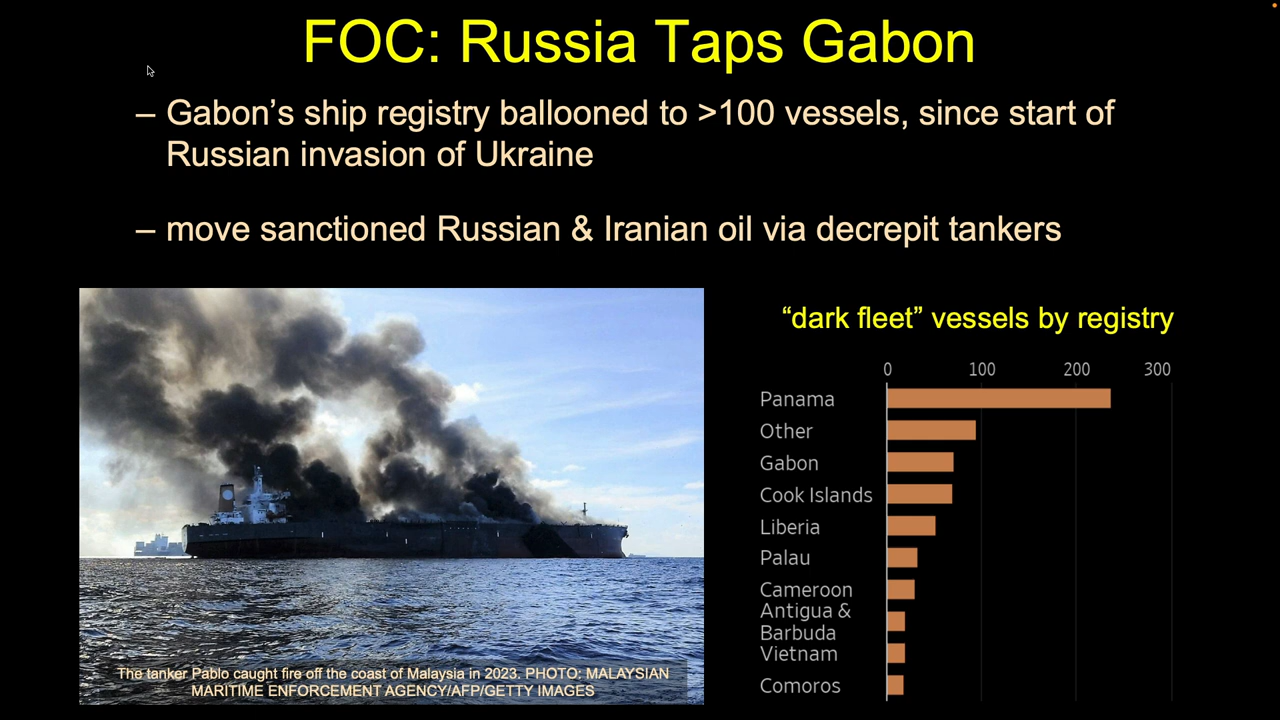 FOC: Russia Taps Gabon
– Gabon’s ship registry ballooned to >100 vessels, since start of
Russian invasion of Ukraine
– move sanctioned Russian & Iranian oil via decrepit tankers
The tanker Pablo caught fire off the coast of Malaysia in 2023. PHOTO: MALAYSIAN
MARITIME ENFORCEMENT AGENCY/AFP/GETTY IMAGES
“dark fleet” vessels by registry
0 100 200 300
Panama
Other
Gabon
Cook Islands
Liberia
Palau
Cameroon
Antigua &
Barbuda
Vietnam
Comoros